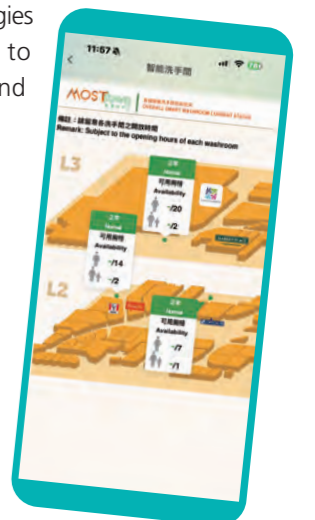 gies
to
nd
11:57
智能洗手間
MOSTown
備註：請留意各洗手間之開放時間
Remark: Subject to the opening hours of each washroom
L3
正常
Normal
可用廁格
Availability
-/20
-/2
正常
Normal
可用廁格
Availability
-/14
-/2
L2
正常
Normal
可用廁格
Availability
-/7
-/1